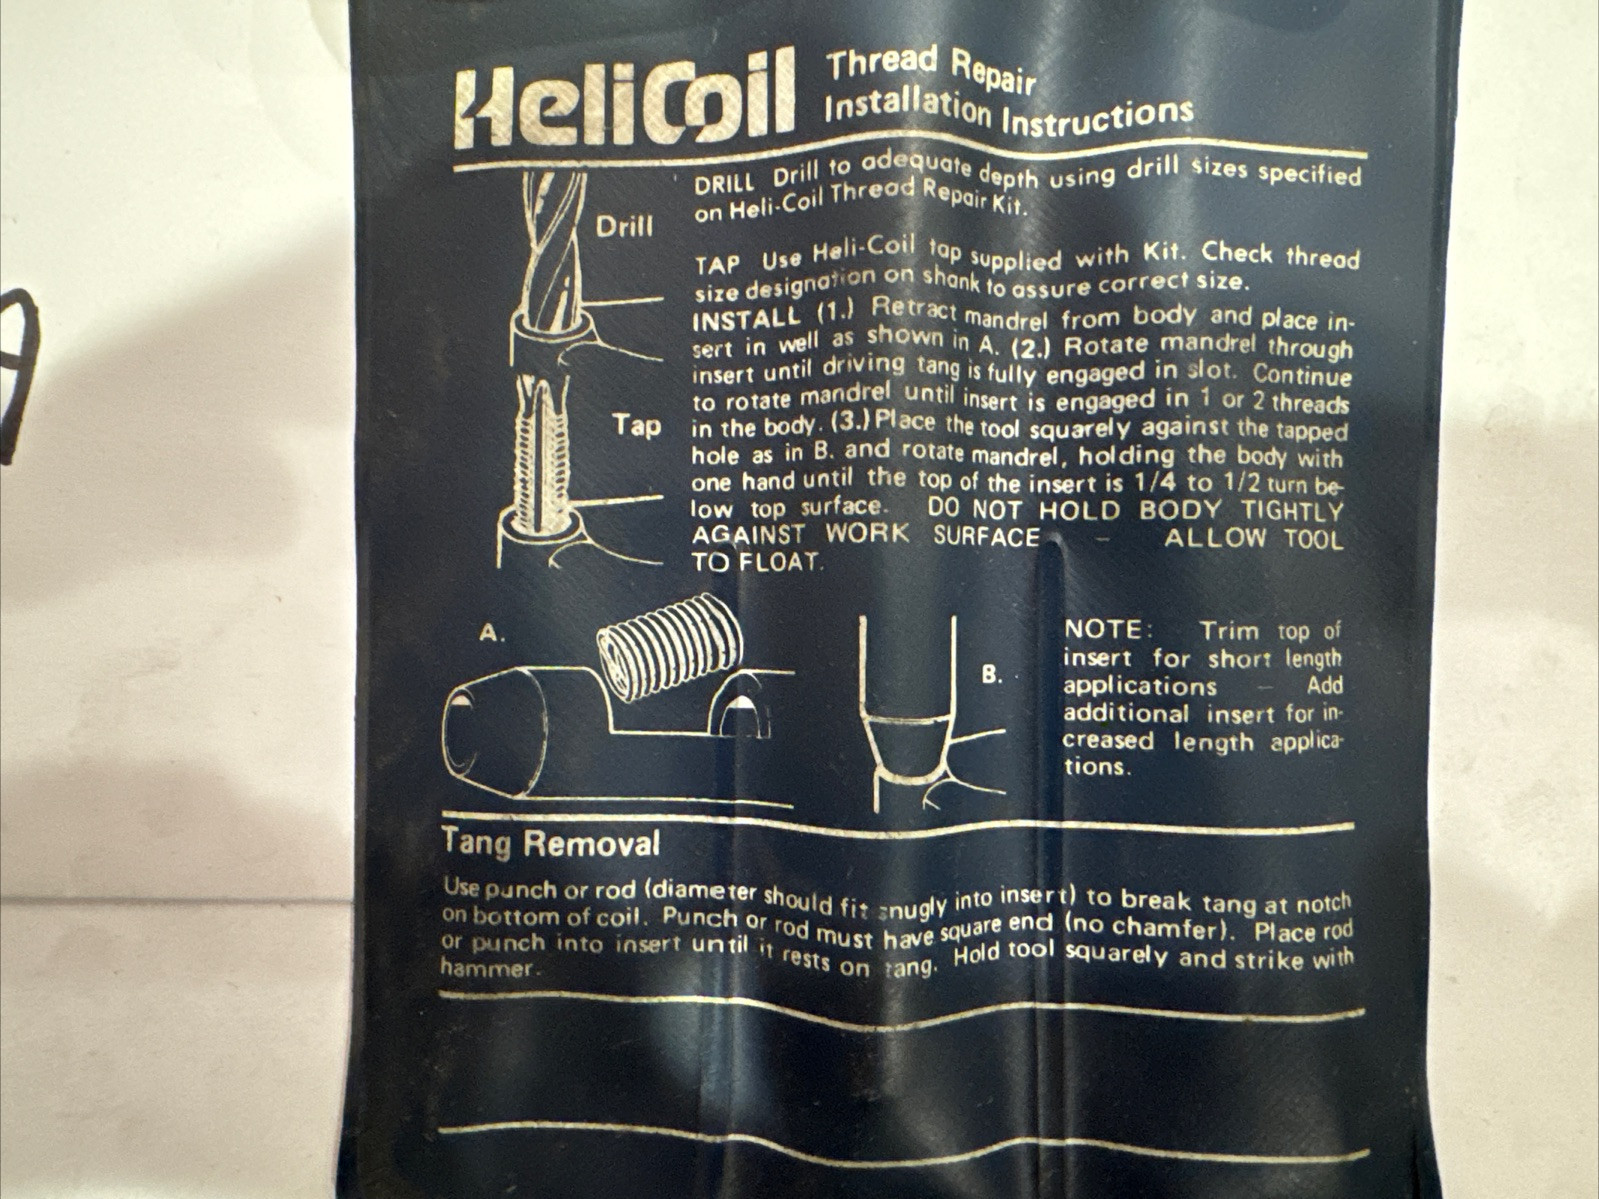 HeliCoil
Thread Repair
Installation Instructions
DRILL Drill to adequate depth using drill sizes specified
on Heli-Coil Thread Repair Kit.
Drill
TAP Use Heli-Coil tap supplied with Kit. Check thread
size designation on shank to assure correct size.
INSTALL (1.) Retract mandrel from body and place in-
sert in well as shown in A. (2.) Rotate mandrel through
insert until driving tang is fully engaged in slot. Continue
to rotate mandrel until insert is engaged in 1 or 2 threads
Tap
in the body. (3.) Place the tool squarely against the tapped
hole as in B. and rotate mandrel, holding the body with
one hand until the top of the insert is 1/4 to 1/2 turn be-
low top surface. DO NOT HOLD BODY TIGHTLY
AGAINST WORK SURFACE - ALLOW TOOL
TO FLOAT.
A.
B.
NOTE: Trim top of
insert for short length
applications - Add
additional insert for in-
creased length applica-
tions.
Tang Removal
Use punch or rod (diameter should fit snugly into insert) to break tang at notch
on bottom of coil. Punch or rod must have square end (no chamfer). Place rod
or punch into insert until it rests on tang. Hold tool squarely and strike with
hammer.